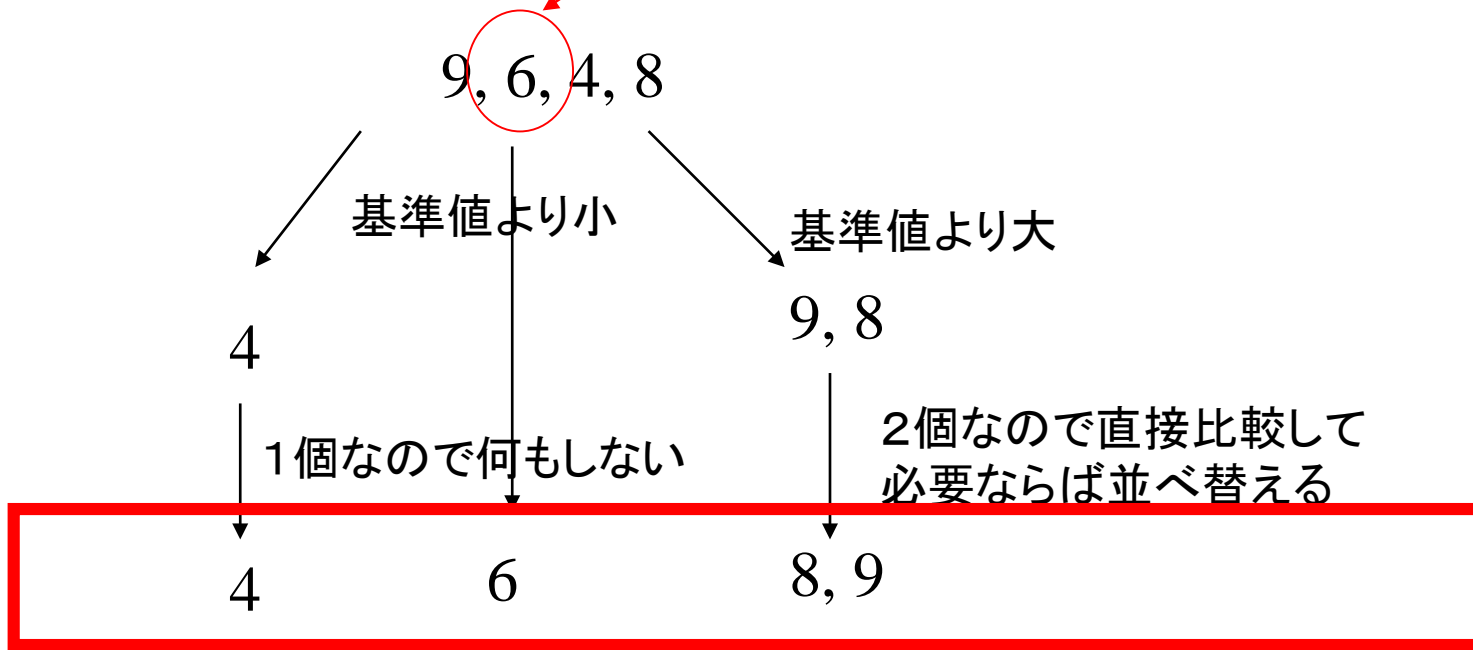 9, 6, 4, 8
基準値より小
基準値より大
4
9, 8
１個なので何もしない
２個なので直接比較して
必要ならば並べ替える
4
6
8, 9